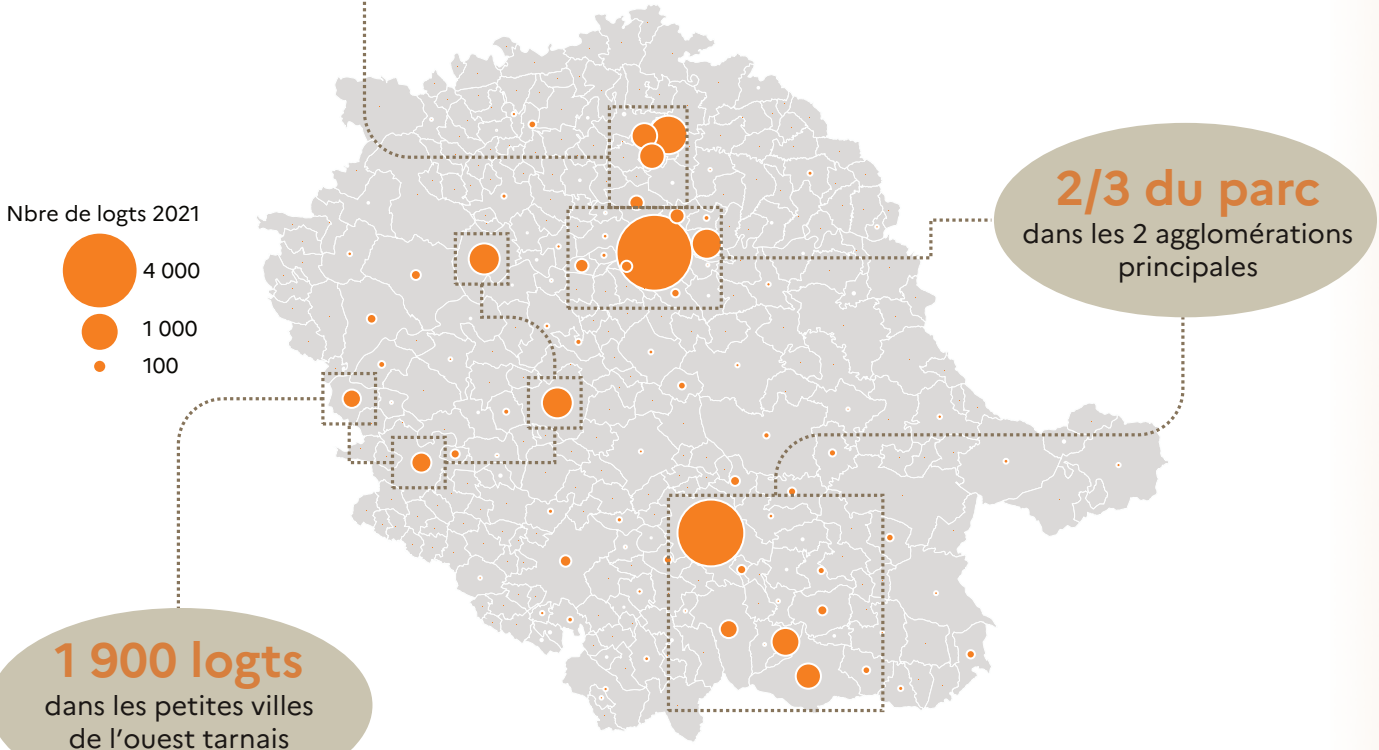 Nbre de logts 2021
4 000
1 000
100
2/3 du parc
dans les 2 agglomérations
principales
1 900 logts
dans les petites villes
de l'ouest tarnais